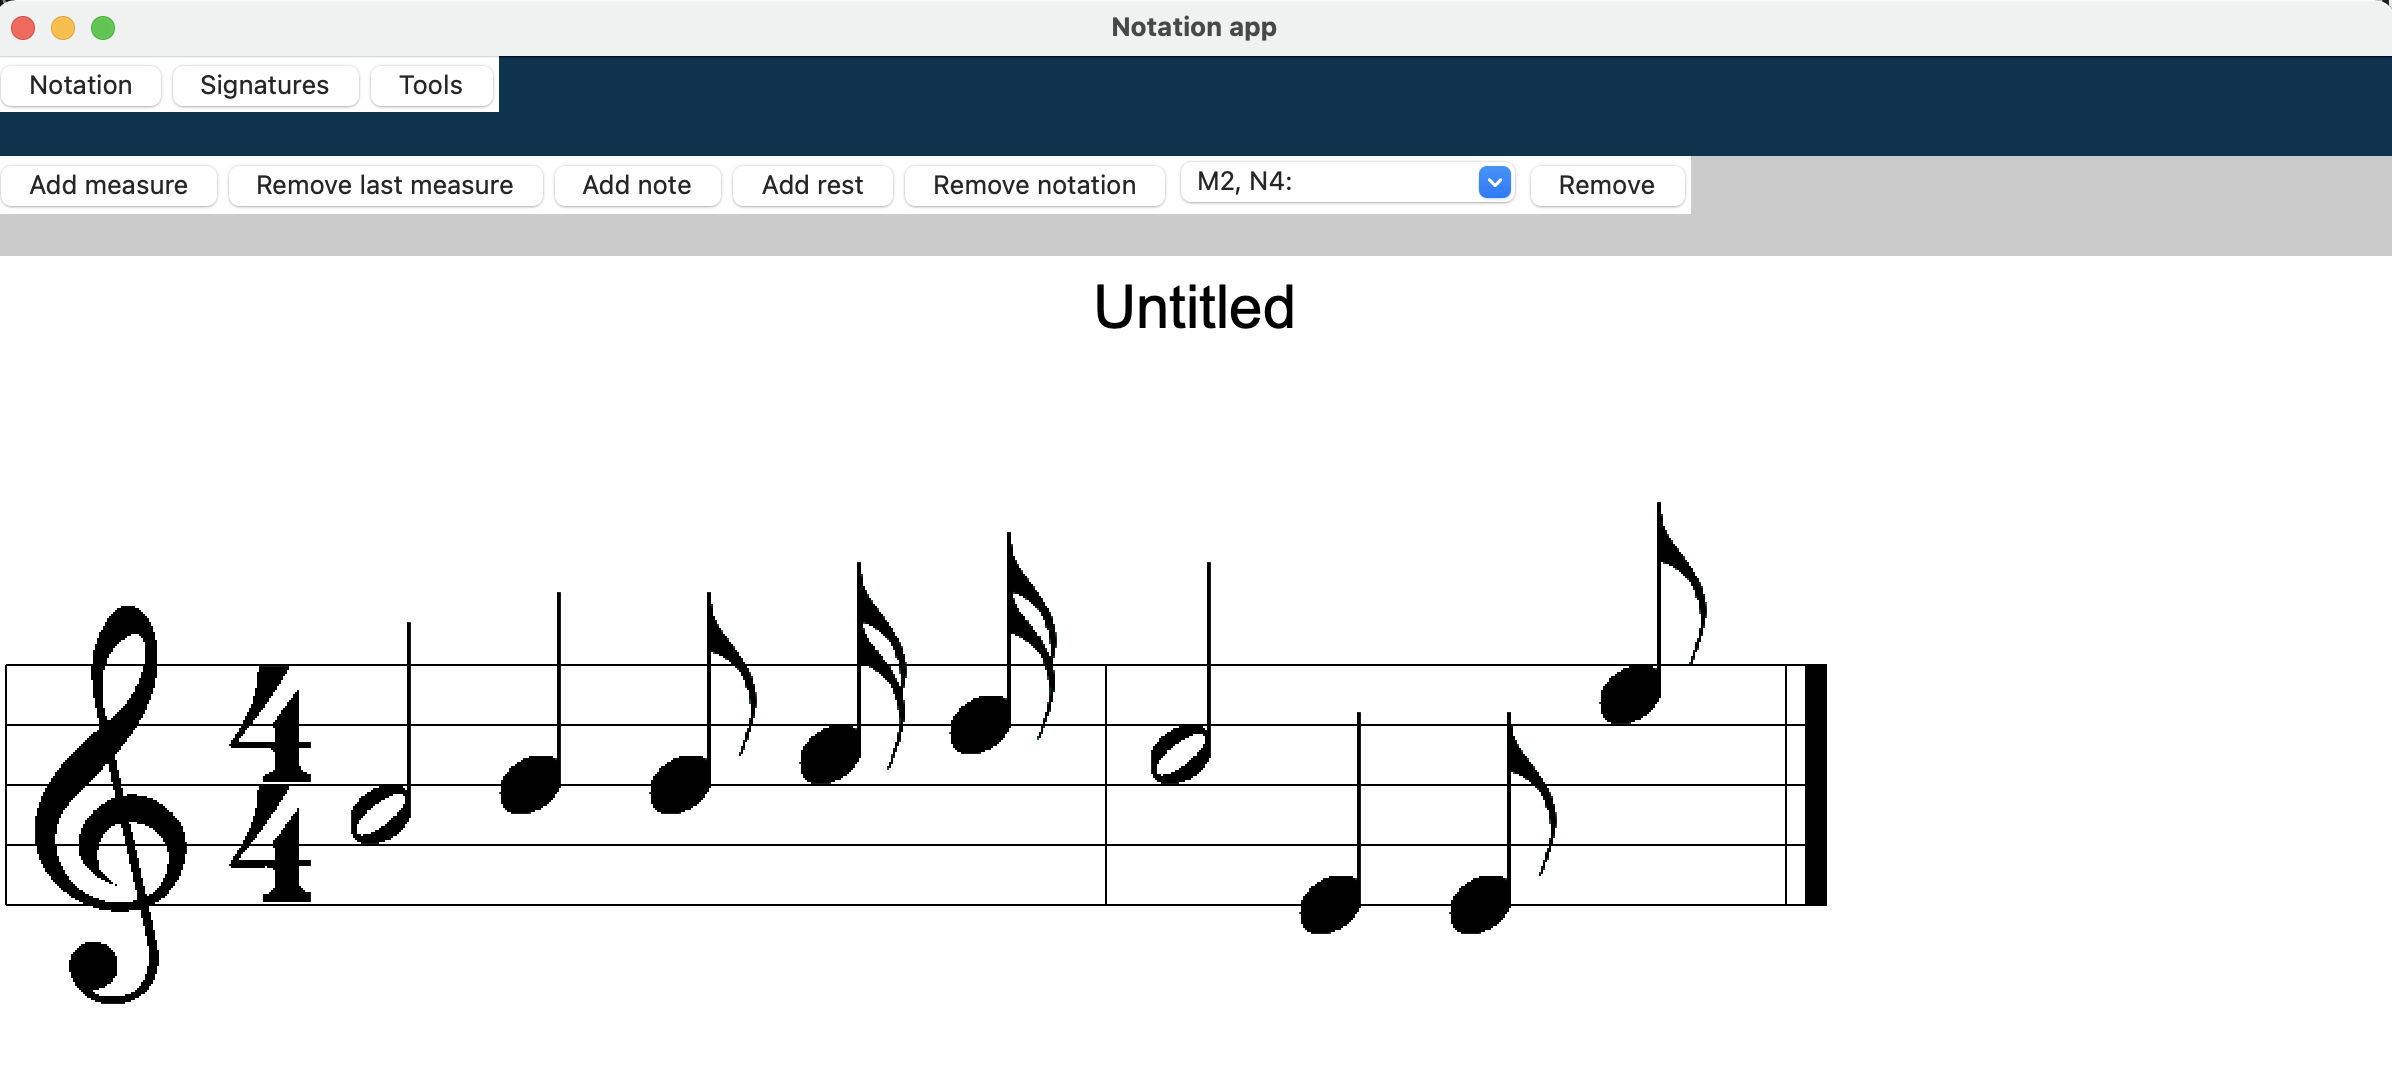 Notation app
Notation Signatures Tools
Add measure Remove last measure Add note Add rest Remove notation M2, N4: Remove
Untitled
4
4